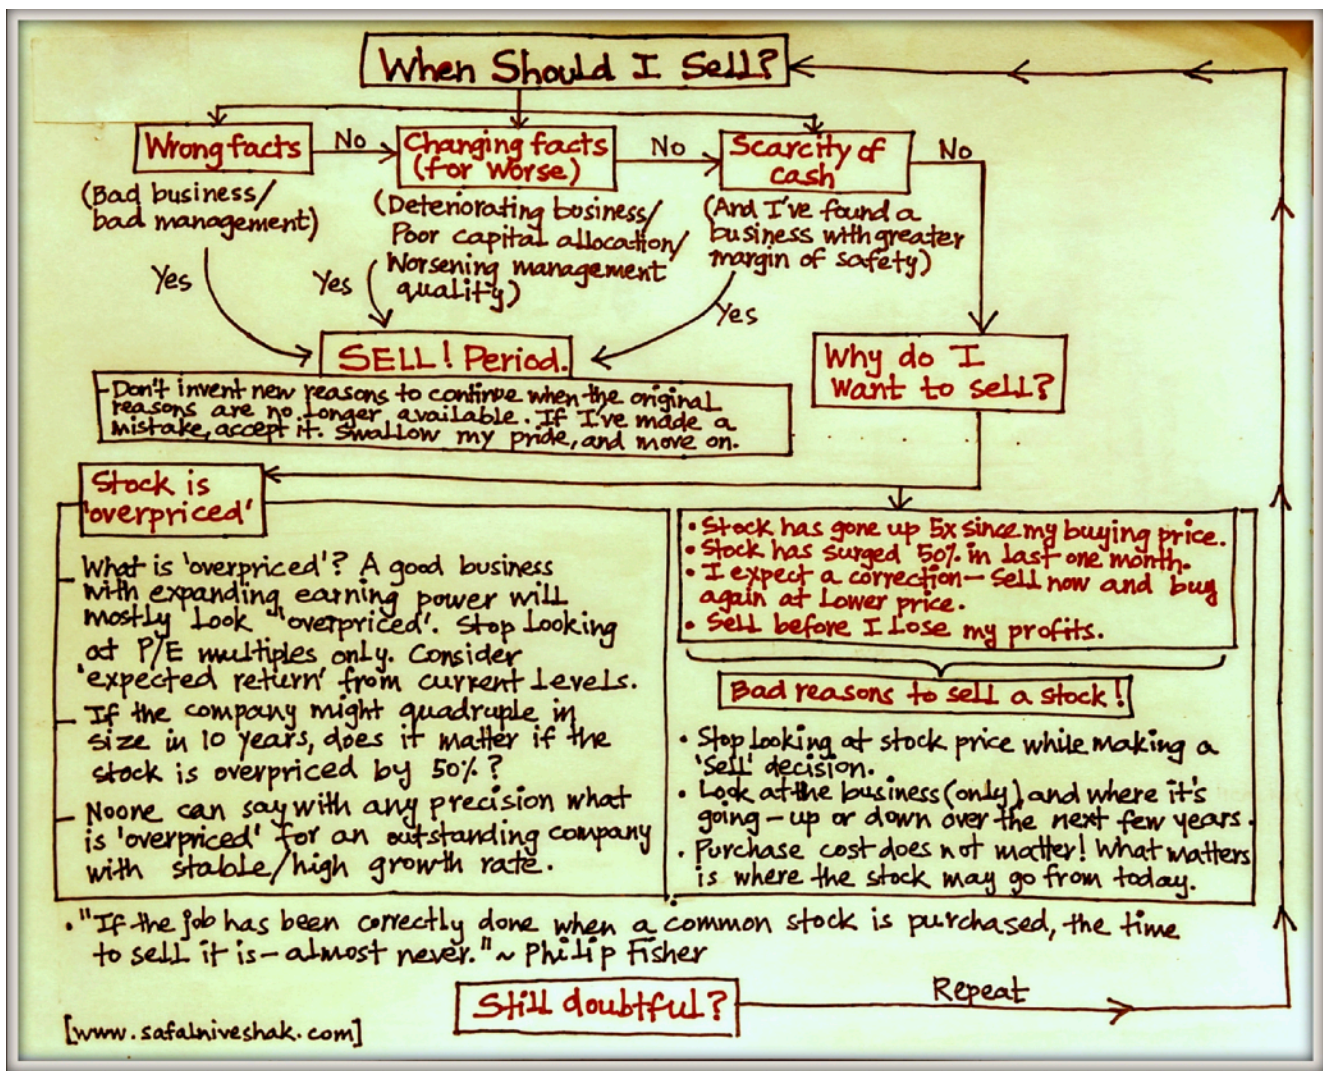 When Should I Sell?
Wrong facts
No
Changing facts
(for worse)
No
Scarcity of
cash
No
(Bad business/
bad management)
(Deteriorating business/
Poor capital allocation/
Worsening management
quality)
(And I've found a
business with greater
margin of safety)
Yes
Yes
Yes
SELL! Period.
- Don't invent new reasons to continue when the original
reasons are no longer available. If I've made a
mistake, accept it. Swallow my pride, and move on.
Why do I
want to sell?
Stock is
'overpriced'
- What is 'overpriced'? A good business
with expanding earning power will
mostly look 'overpriced'. Stop looking
at P/E multiples only. Consider
'expected return' from current levels.
- If the company might quadruple in
size in 10 years, does it matter if the
stock is overpriced by 50%?
- Noone can say with any precision what
is 'overpriced' for an outstanding company
with stable/high growth rate.
• Stock has gone up 5x since my buying price.
• Stock has surged 50% in last one month.
• I expect a correction - sell now and buy
again at lower price.
• Sell before I lose my profits.
Bad reasons to sell a stock!
• Stop looking at stock price while making a
'sell' decision.
• Look at the business (only) and where it's
going - up or down over the next few years.
• Purchase cost does not matter! What matters
is where the stock may go from today.
• "If the job has been correctly done when a common stock is purchased, the time
to sell it is - almost never." ~ Philip Fisher
Still doubtful?
Repeat
[www.safalniveshak.com]